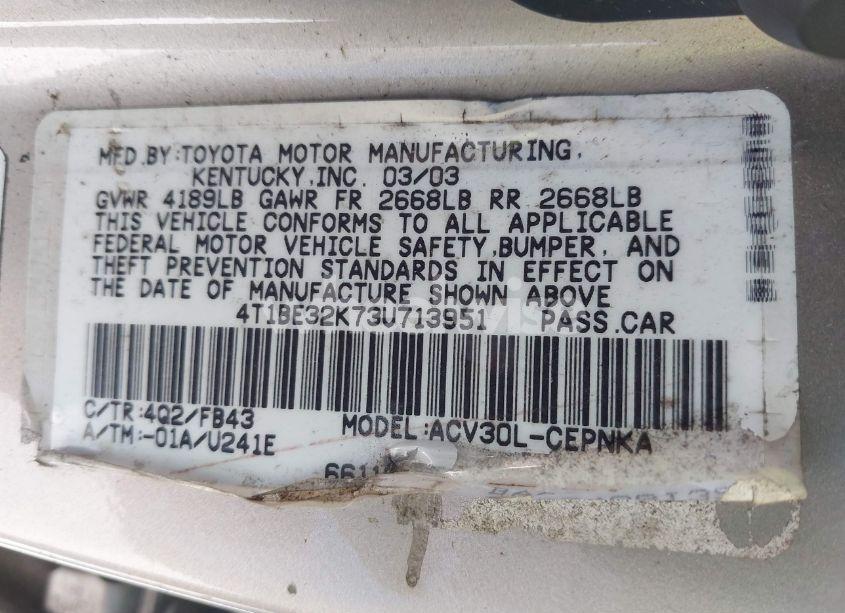 MFD.BY:TOYOTA MOTOR MANUFACTURING,
KENTUCKY,INC. 03/03
GVWR 4189LB GAWR FR 2668LB RR 2668LB
THIS VEHICLE CONFORMS TO ALL APPLICABLE
FEDERAL MOTOR VEHICLE SAFETY,BUMPER, AND
THEFT PREVENTION STANDARDS IN EFFECT ON
THE DATE OF MANUFACTURE SHOWN ABOVE
4T1BE32K73U713951 PASS.CAR
C/TR:4Q2/FB43
A/TM:-01A/U241E
MODEL:ACV30L-CEPNKA
6611